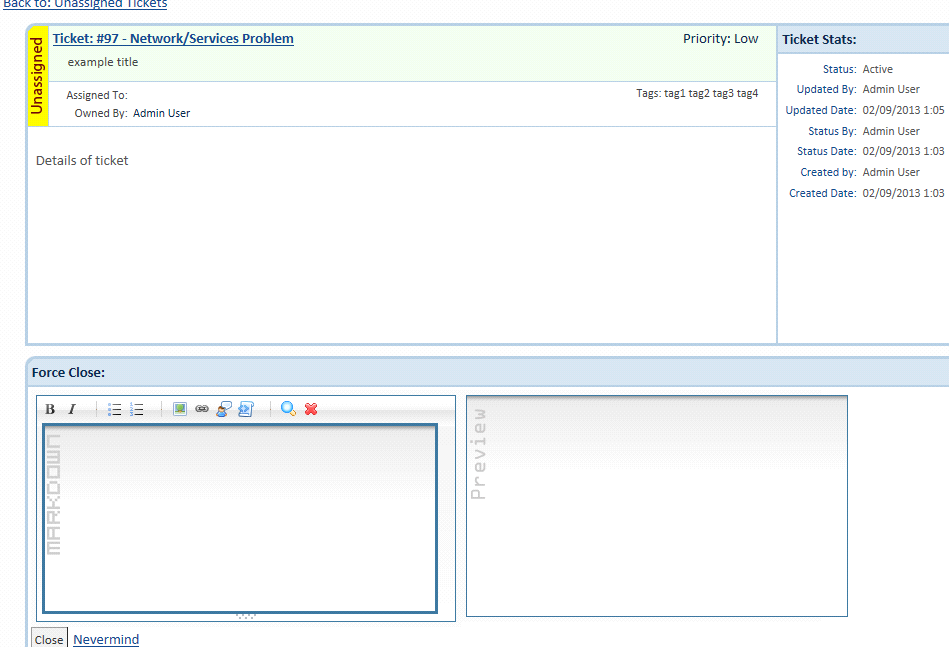 Back to: Unassigned Tickets
Unassigned
Ticket: #97 - Network/Services Problem
Priority: Low
example title
Assigned To:
Tags: tag1 tag2 tag3 tag4
Owned By: Admin User
Details of ticket
Ticket Stats:
Status: Active
Updated By: Admin User
Updated Date: 02/09/2013 1:05
Status By: Admin User
Status Date: 02/09/2013 1:03
Created by: Admin User
Created Date: 02/09/2013 1:03
Force Close:
B I
MARKDOWN
Preview
Close Nevermind